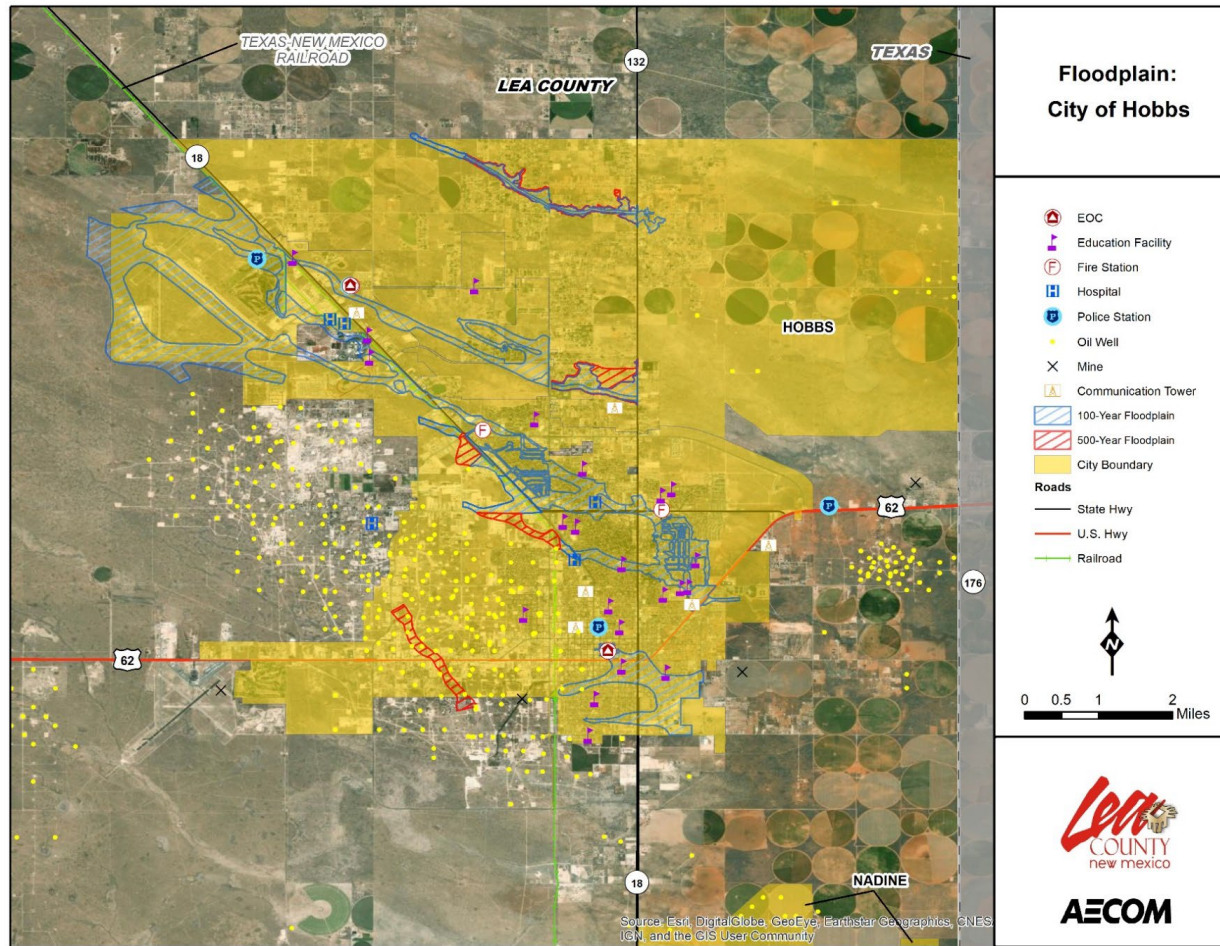 TEXAS-NEW MEXICO
RAILROAD
132
TEXAS
LEA COUNTY
18
P
HOBBS
H
H
F
P
62
H
H
F
176
P
62
18
NADINE
Source: Esri, DigitalGlobe, GeoEye, Earthstar Geographics, CNES
IGN, and the GIS User Community
Floodplain:
City of Hobbs
EOC
Education Facility
F Fire Station
H Hospital
P Police Station
Oil Well
Mine
Communication Tower
100-Year Floodplain
500-Year Floodplain
City Boundary
Roads
State Hwy
U.S. Hwy
Railroad
N
0 0.5 1 2
Miles
Lea
COUNTY
new mexico
AECOM